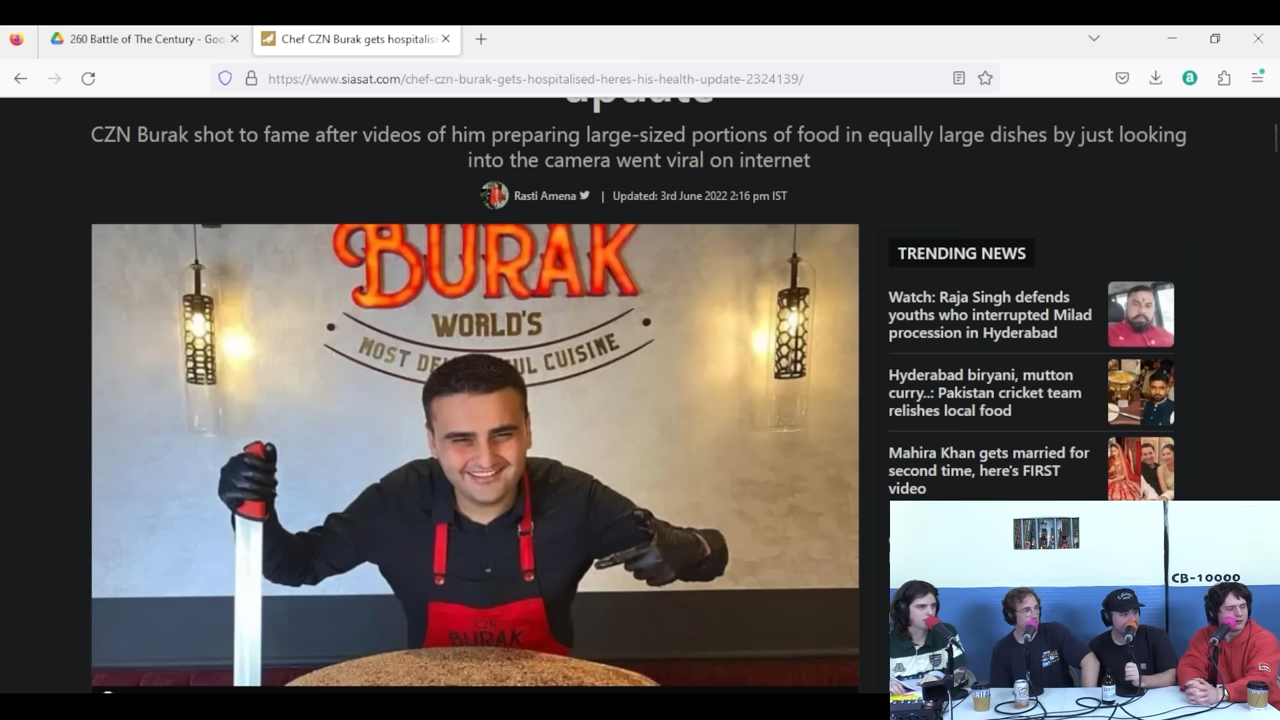 260 Battle of The Century - Goo
Chef CZN Burak gets hospitalise
https://www.siasat.com/chef-czn-burak-gets-hospitalised-heres-his-health-update-2324139/
update
CZN Burak shot to fame after videos of him preparing large-sized portions of food in equally large dishes by just looking
into the camera went viral on internet
Rasti Amena | Updated: 3rd June 2022 2:16 pm IST
BURAK
WORLD'S
CUISINE
CZN
BURAK
TRENDING NEWS
Watch: Raja Singh defends
youths who interrupted Milad
procession in Hyderabad
Hyderabad biryani, mutton
curry..: Pakistan cricket team
relishes local food
Mahira Khan gets married for
second time, here's FIRST
video
CB-10000